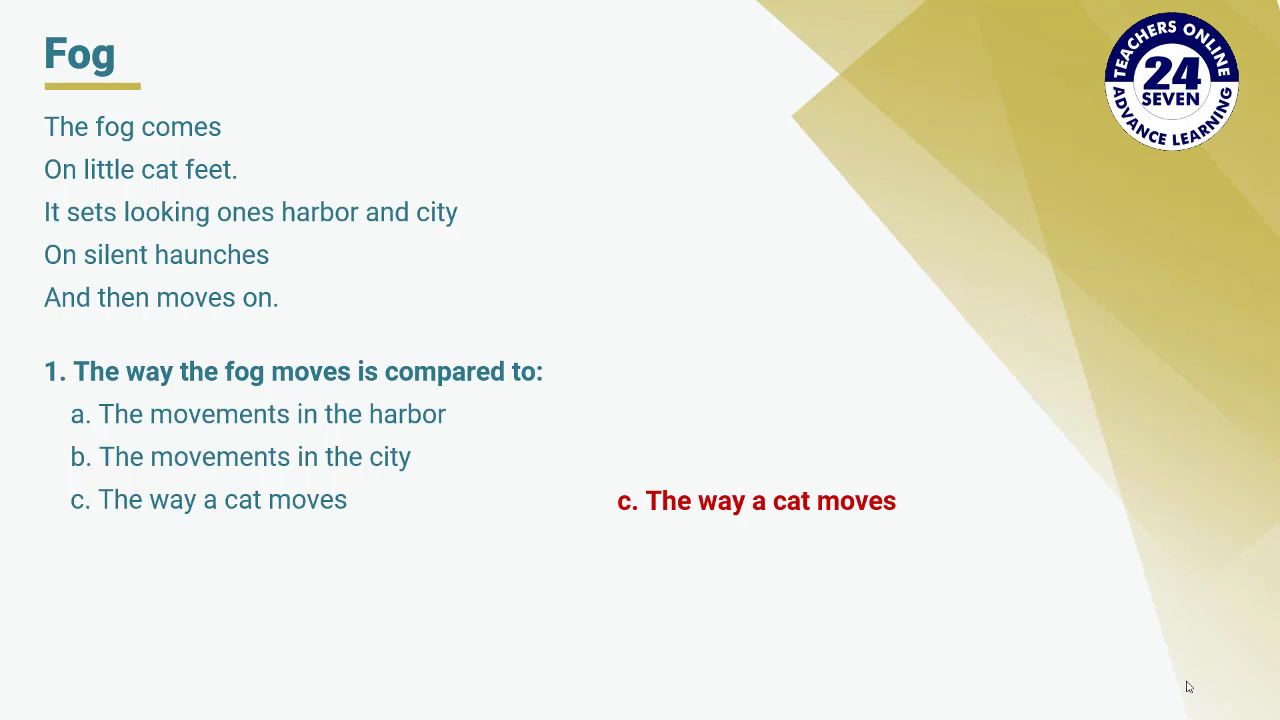 Fog
The fog comes
On little cat feet.
It sets looking ones harbor and city
On silent haunches
And then moves on.
1. The way the fog moves is compared to:
a. The movements in the harbor
b. The movements in the city
c. The way a cat moves
c. The way a cat moves
TEACHERS ONLINE
24
SEVEN
ADVANCE LEARNING